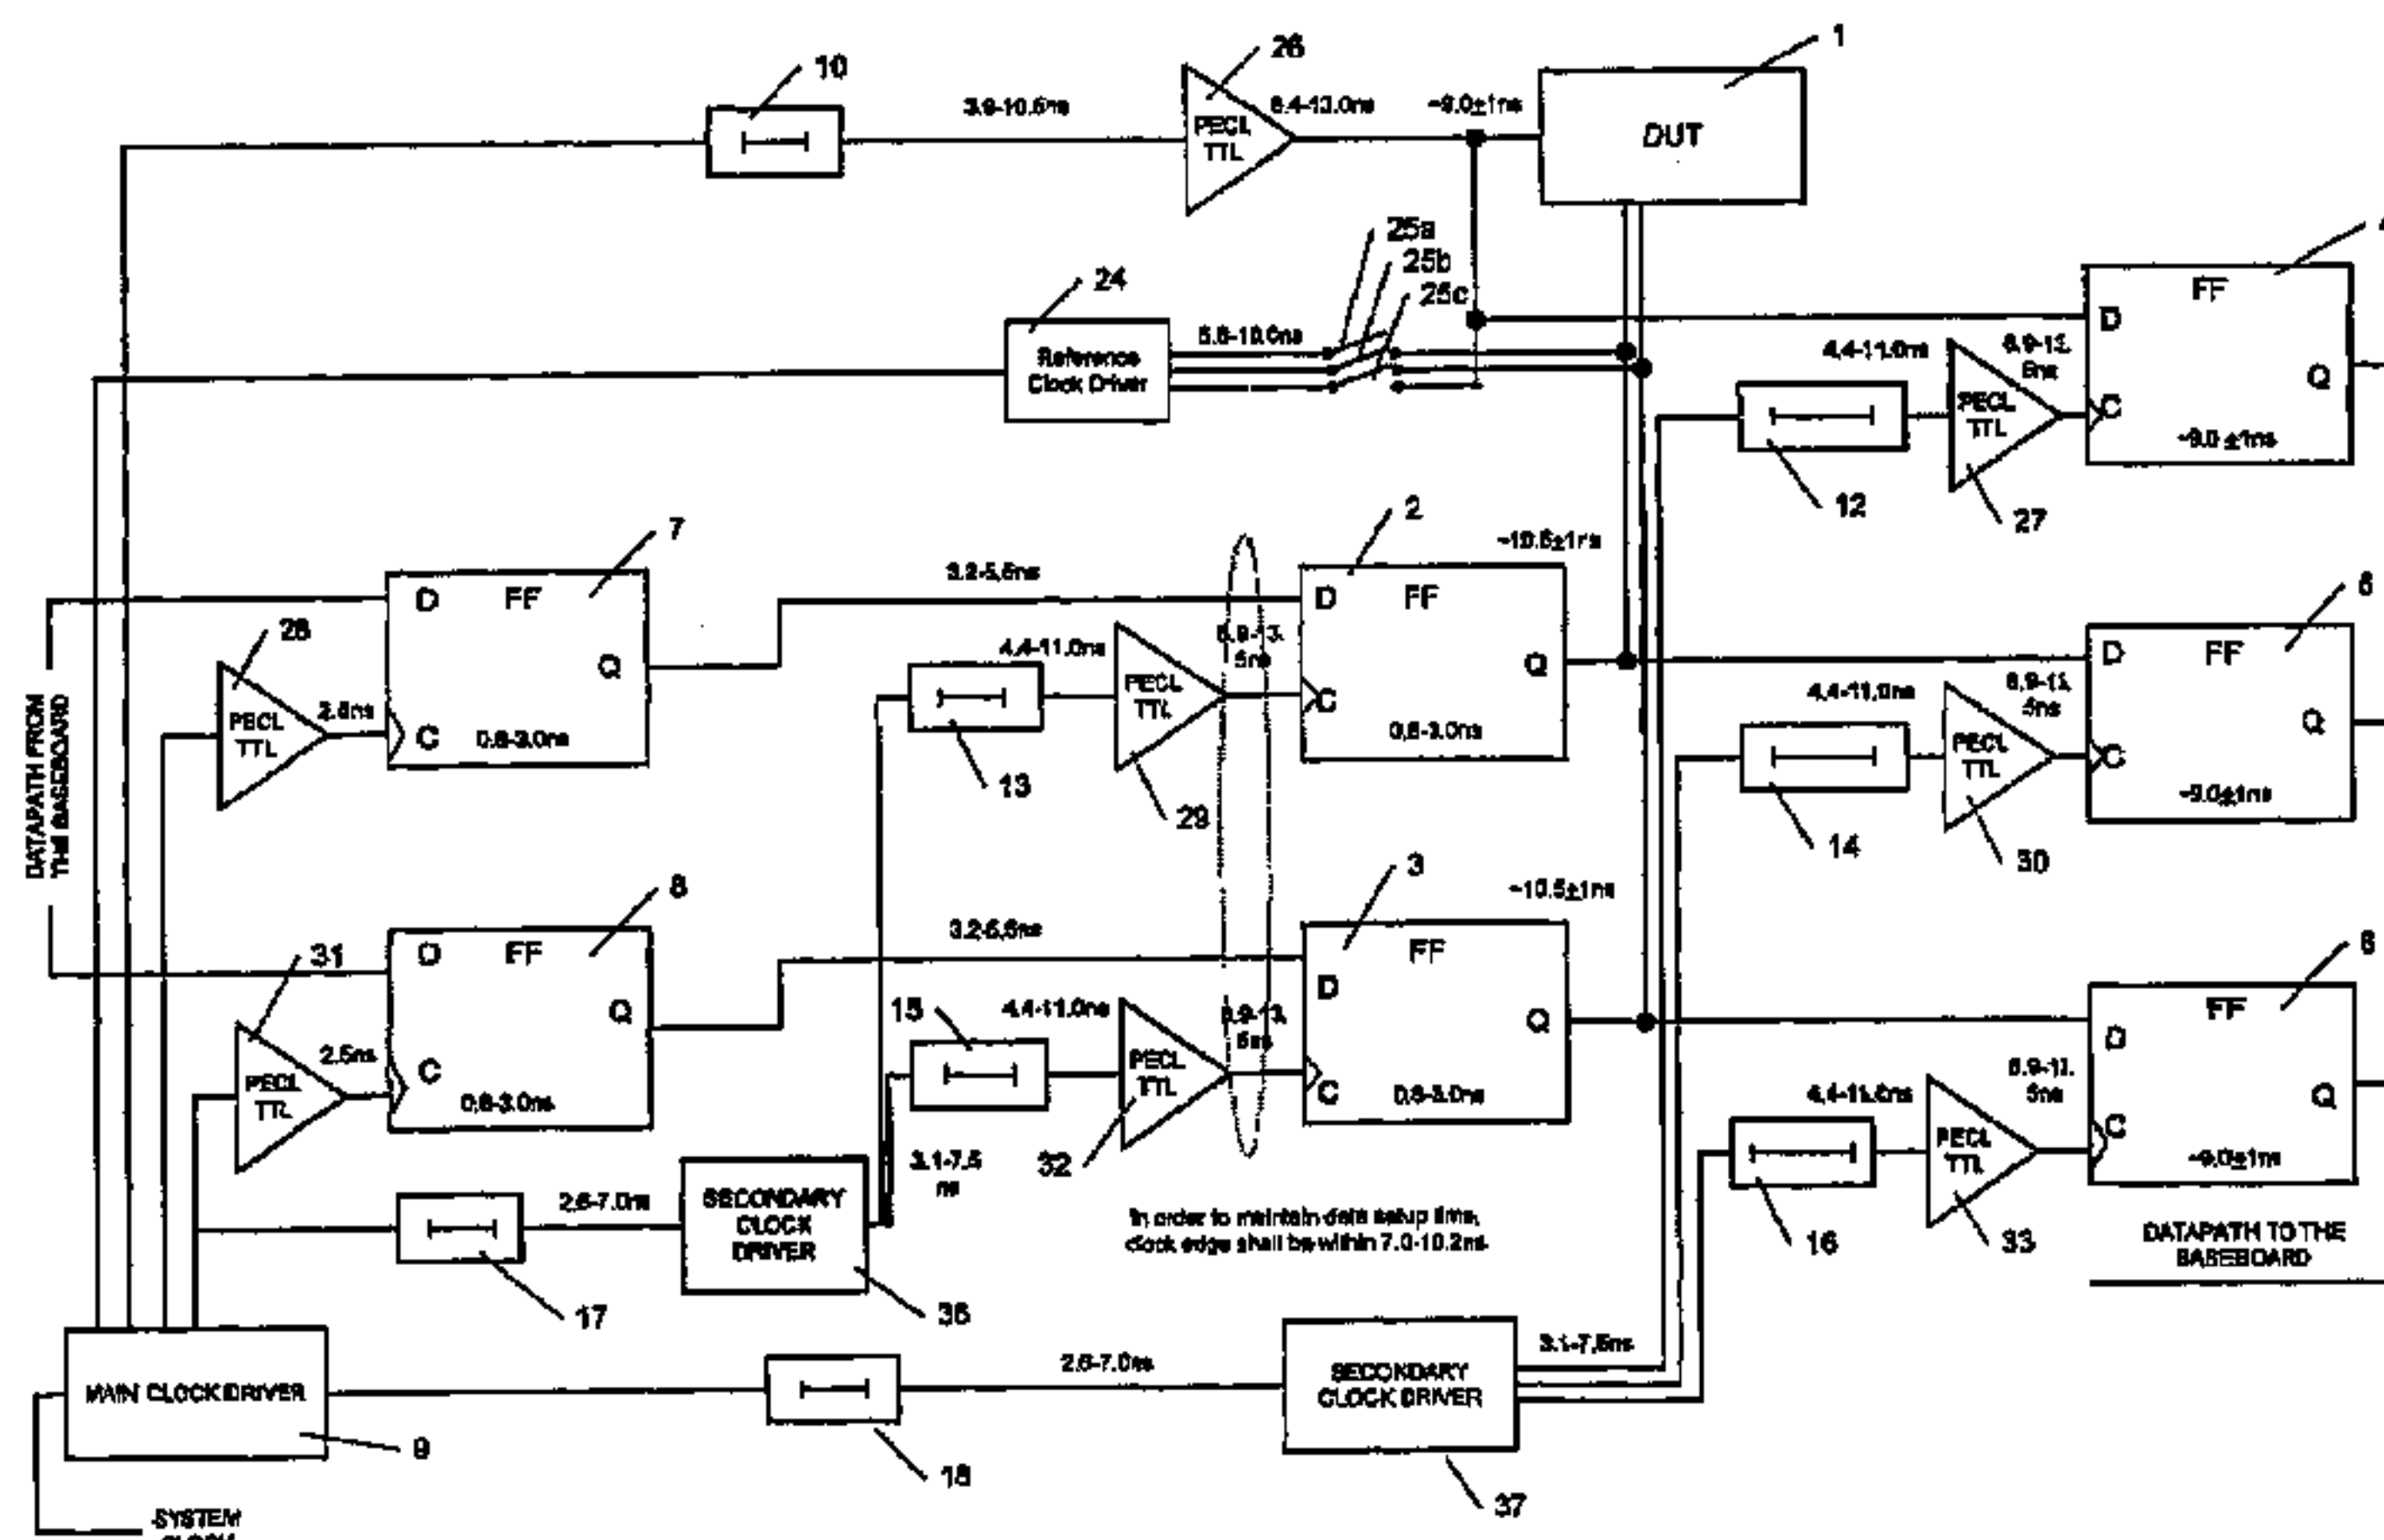 10
3.9-10.5ns
26
PECL
TTL
6.4-13.0ns
~9.0±1ns
1
DUT
24
Reference
Clock Driver
5.6-10.0ns
25a
25b
25c
FF
D
Q
C
~9.0±1ns
4.4-11.0ns
12
PECL
TTL
27
7
D
FF
Q
C
0.6-3.0ns
28
PECL
TTL
2.5ns
3.2-5.5ns
4.4-11.0ns
13
PECL
TTL
29
2
~10.5±1ns
D
FF
Q
C
0.6-3.0ns
4.4-11.0ns
14
PECL
TTL
30
D
FF
Q
C
~9.0±1ns
DATAPATH FROM
THE BASEBOARD
8
D
FF
Q
C
0.6-3.0ns
31
PECL
TTL
2.5ns
3.2-5.5ns
15
4.4-11.0ns
PECL
TTL
32
3
~10.5±1ns
FF
D
Q
C
0.6-3.0ns
4.4-11.0ns
16
PECL
TTL
33
FF
D
Q
C
~9.0±1ns
DATAPATH TO THE
BASEBOARD
17
2.6-7.0ns
SECONDARY
CLOCK
DRIVER
36
3.1-7.5
ns
In order to maintain data setup time,
clock edge shall be within 7.0-10.2ns
MAIN CLOCK DRIVER
9
18
2.6-7.0ns
SECONDARY
CLOCK DRIVER
37
3.1-7.5ns
SYSTEM